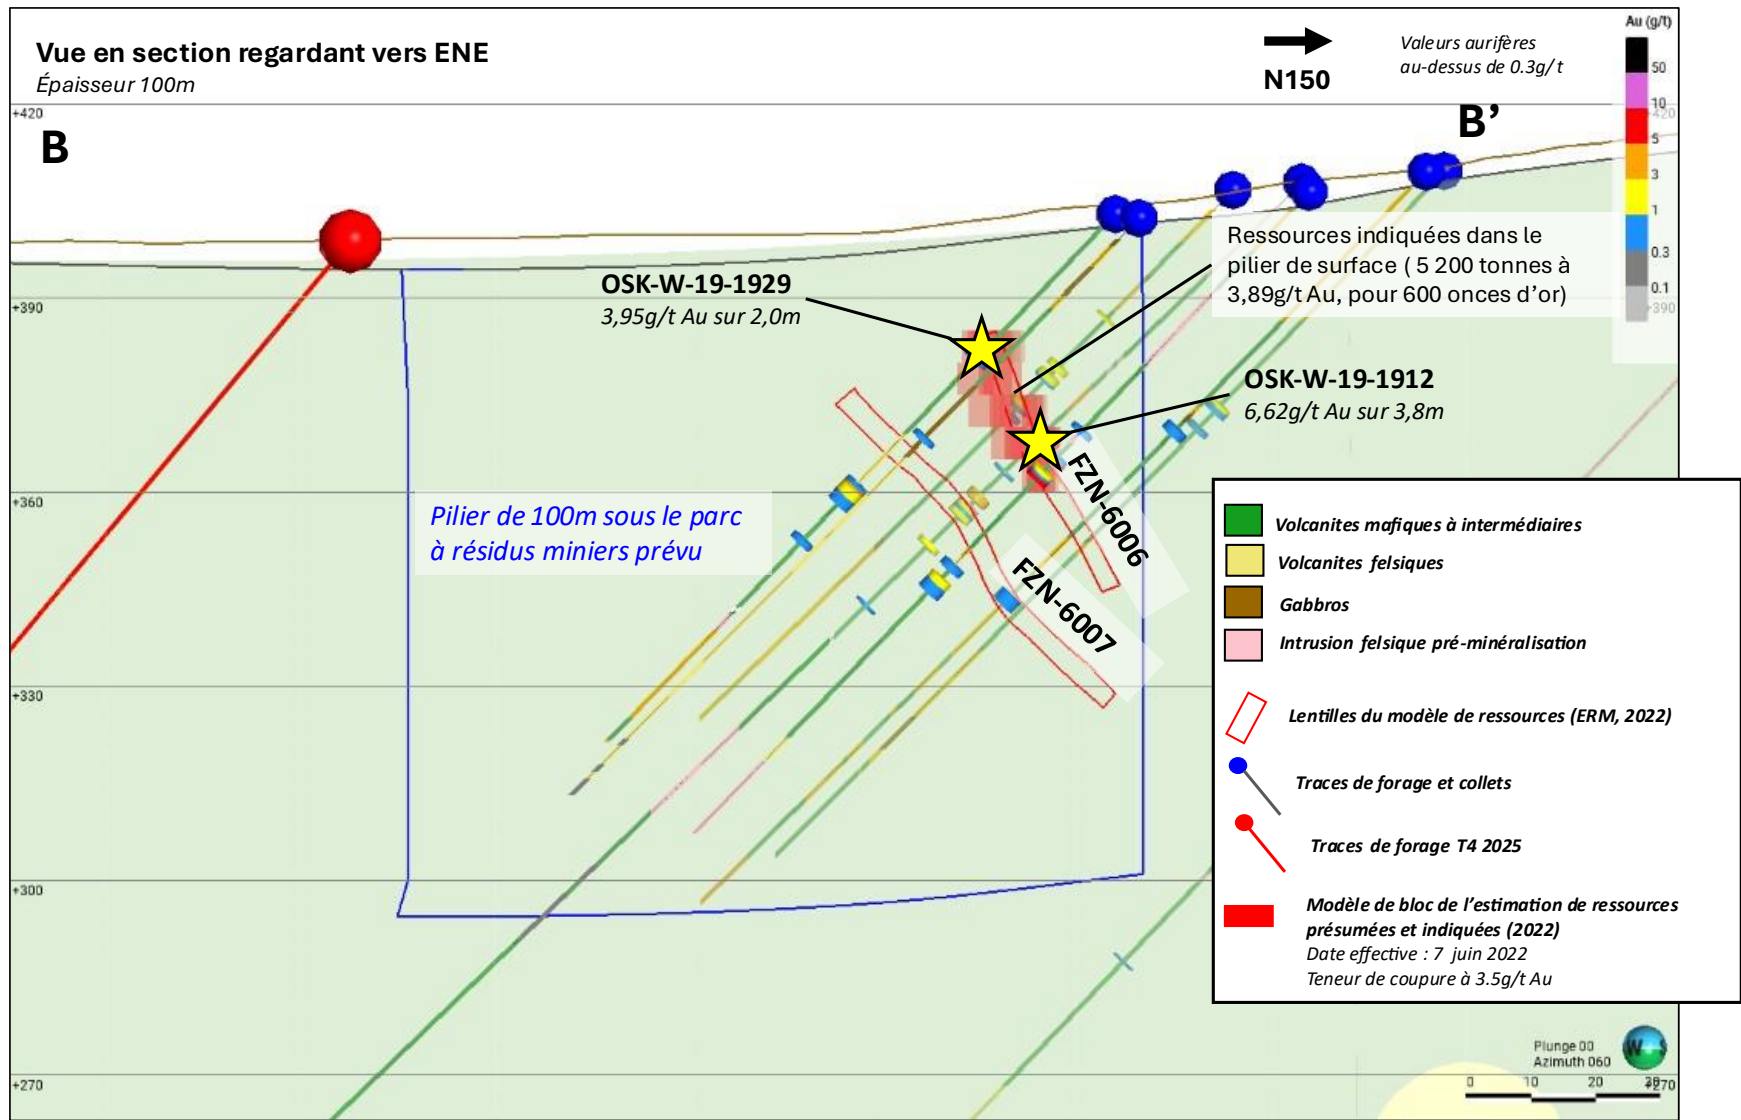 Vue en section regardant vers ENE
Épaisseur 100m
N150
Valeurs aurifères
au-dessus de 0.3g/t
Au (g/t)
50
10
5
3
1
0.3
0.1
+420
+420
B
B’
+390
+390
OSK-W-19-1929
3,95g/t Au sur 2,0m
Ressources indiquées dans le
pilier de surface ( 5 200 tonnes à
3,89g/t Au, pour 600 onces d’or)
OSK-W-19-1912
6,62g/t Au sur 3,8m
+360
Pilier de 100m sous le parc
à résidus miniers prévu
FZN-6006
FZN-6007
+330
+300
+270
Volcanites mafiques à intermédiaires
Volcanites felsiques
Gabbros
Intrusion felsique pré-minéralisation
Lentilles du modèle de ressources (ERM, 2022)
Traces de forage et collets
Traces de forage T4 2025
Modèle de bloc de l’estimation de ressources
présumées et indiquées (2022)
Date effective : 7 juin 2022
Teneur de coupure à 3.5g/t Au
Plunge 00
Azimuth 060
W
S
0 10 20 30
+270